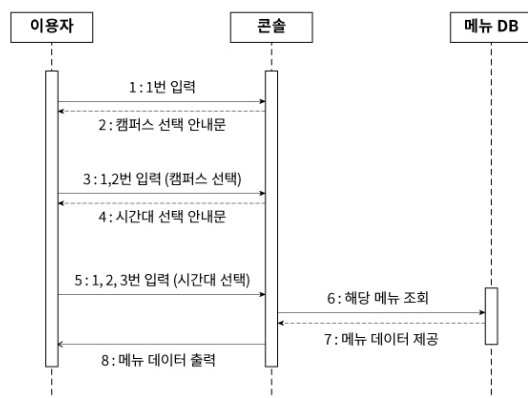 이용자
콘솔
메뉴 DB
1 : 1번 입력
2 : 캠퍼스 선택 안내문
3 : 1,2번 입력 (캠퍼스 선택)
4 : 시간대 선택 안내문
5 : 1, 2, 3번 입력 (시간대 선택)
6 : 해당 메뉴 조회
7 : 메뉴 데이터 제공
8 : 메뉴 데이터 출력